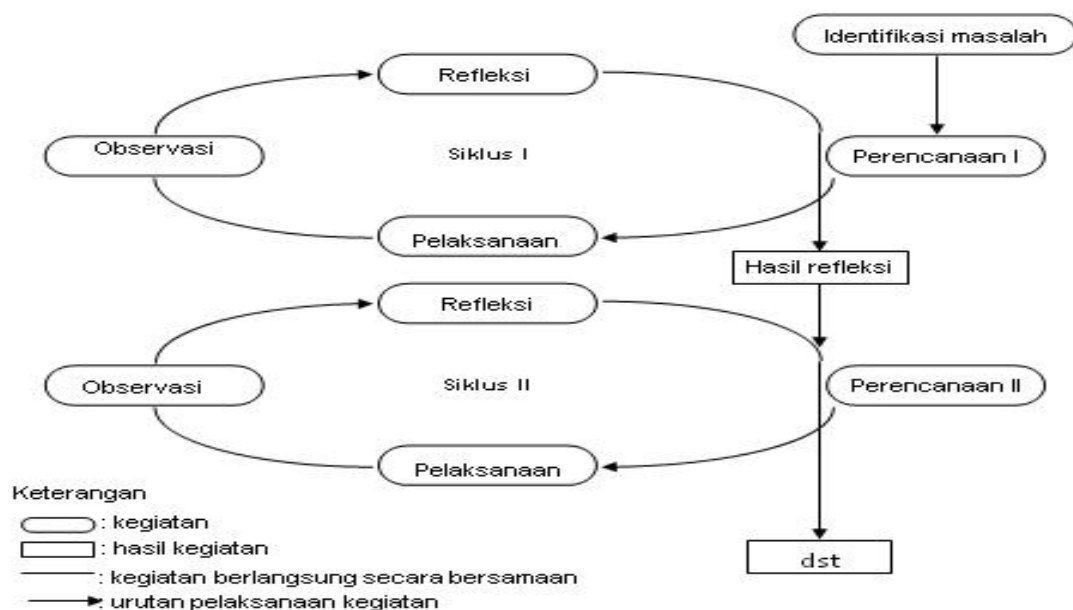 Identifikasi masalah
Refleksi
Observasi
Siklus I
Perencanaan I
Pelaksanaan
Hasil refleksi
Refleksi
Observasi
Siklus II
Perencanaan II
Pelaksanaan
Keterangan
: kegiatan
: hasil kegiatan
: kegiatan berlangsung secara bersamaan
: urutan pelaksanaan kegiatan
dst